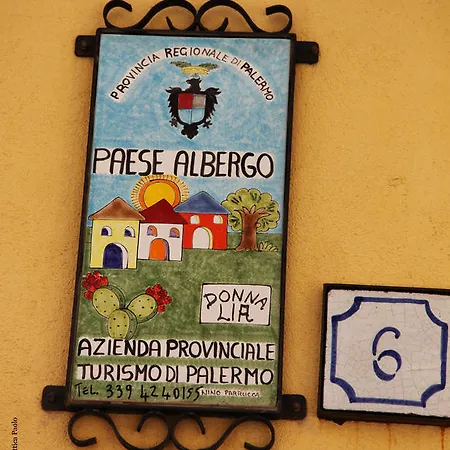 PROVINCIA REGIONALE DI PALERMO
PAESE ALBERGO
DONNA
LIA
AZIENDA PROVINCIALE
TURISMO DI PALERMO
TEL. 339 4240155 NINO PARRUCCA
6
Paolo